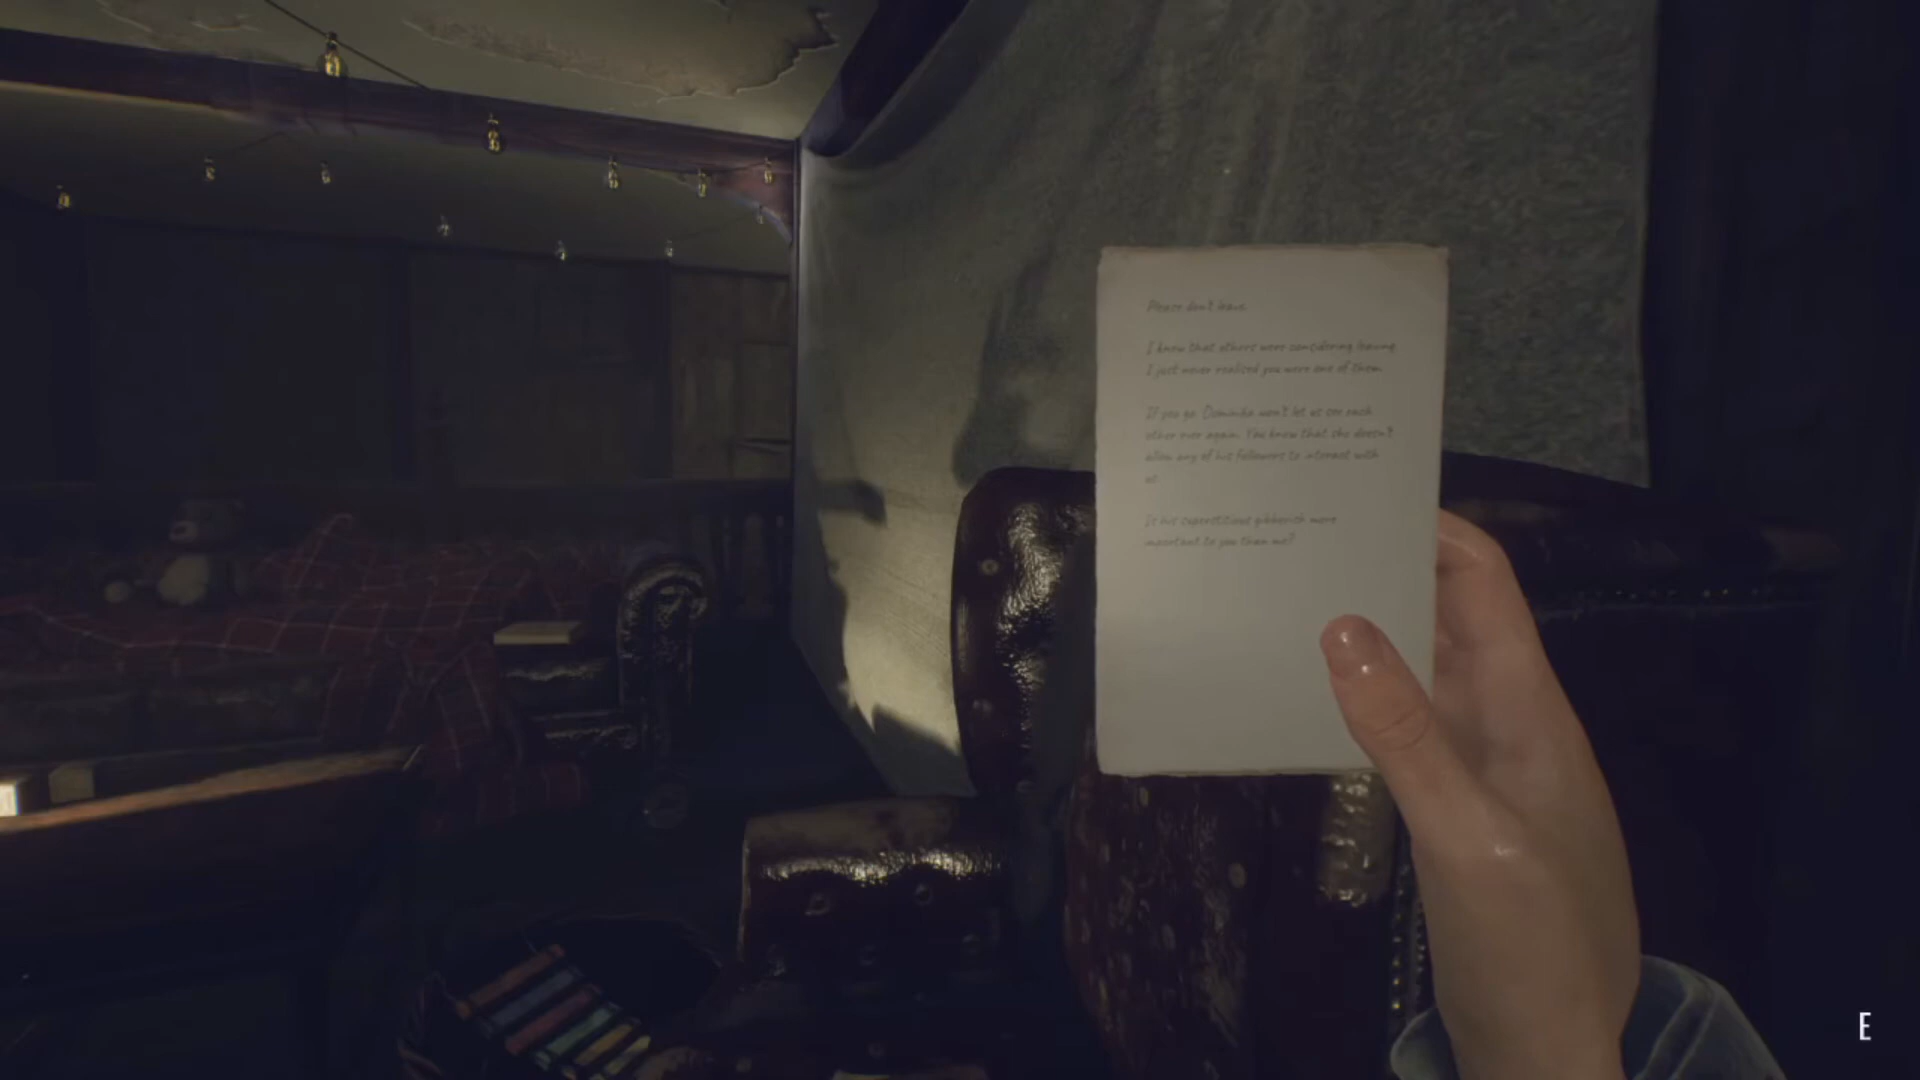 Please don't leave.
I knew that others were considering leaving.
I just never realised you were one of them.
If you go, Dominika won't let us see each
other ever again. You know that she doesn't
allow any of his followers to interact with
us.
Is his superstitious gibberish more
important to you than me?
E